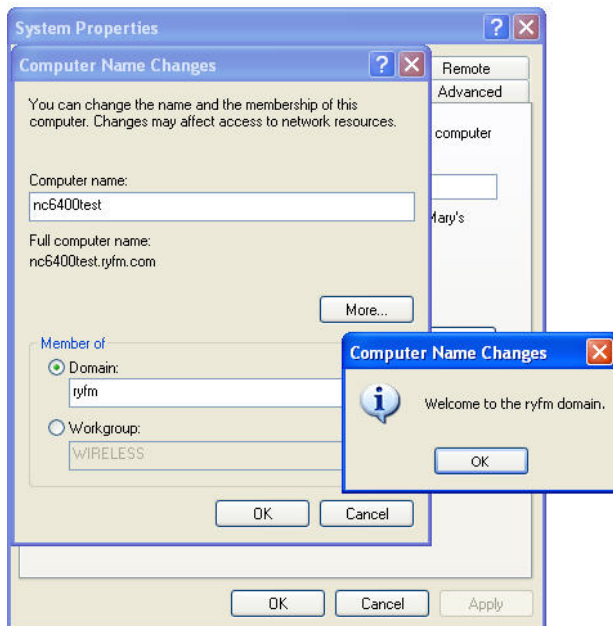 System Properties
Computer Name Changes
Remote
Advanced
You can change the name and the membership of this
computer. Changes may affect access to network resources.
computer
Computer name:
nc6400test
Mary's
Full computer name:
nc6400test.ryfm.com
More...
Member of
Domain:
ryfm
Workgroup:
WIRELESS
OK
Cancel
Computer Name Changes
Welcome to the ryfm domain.
OK
OK
Cancel
Apply